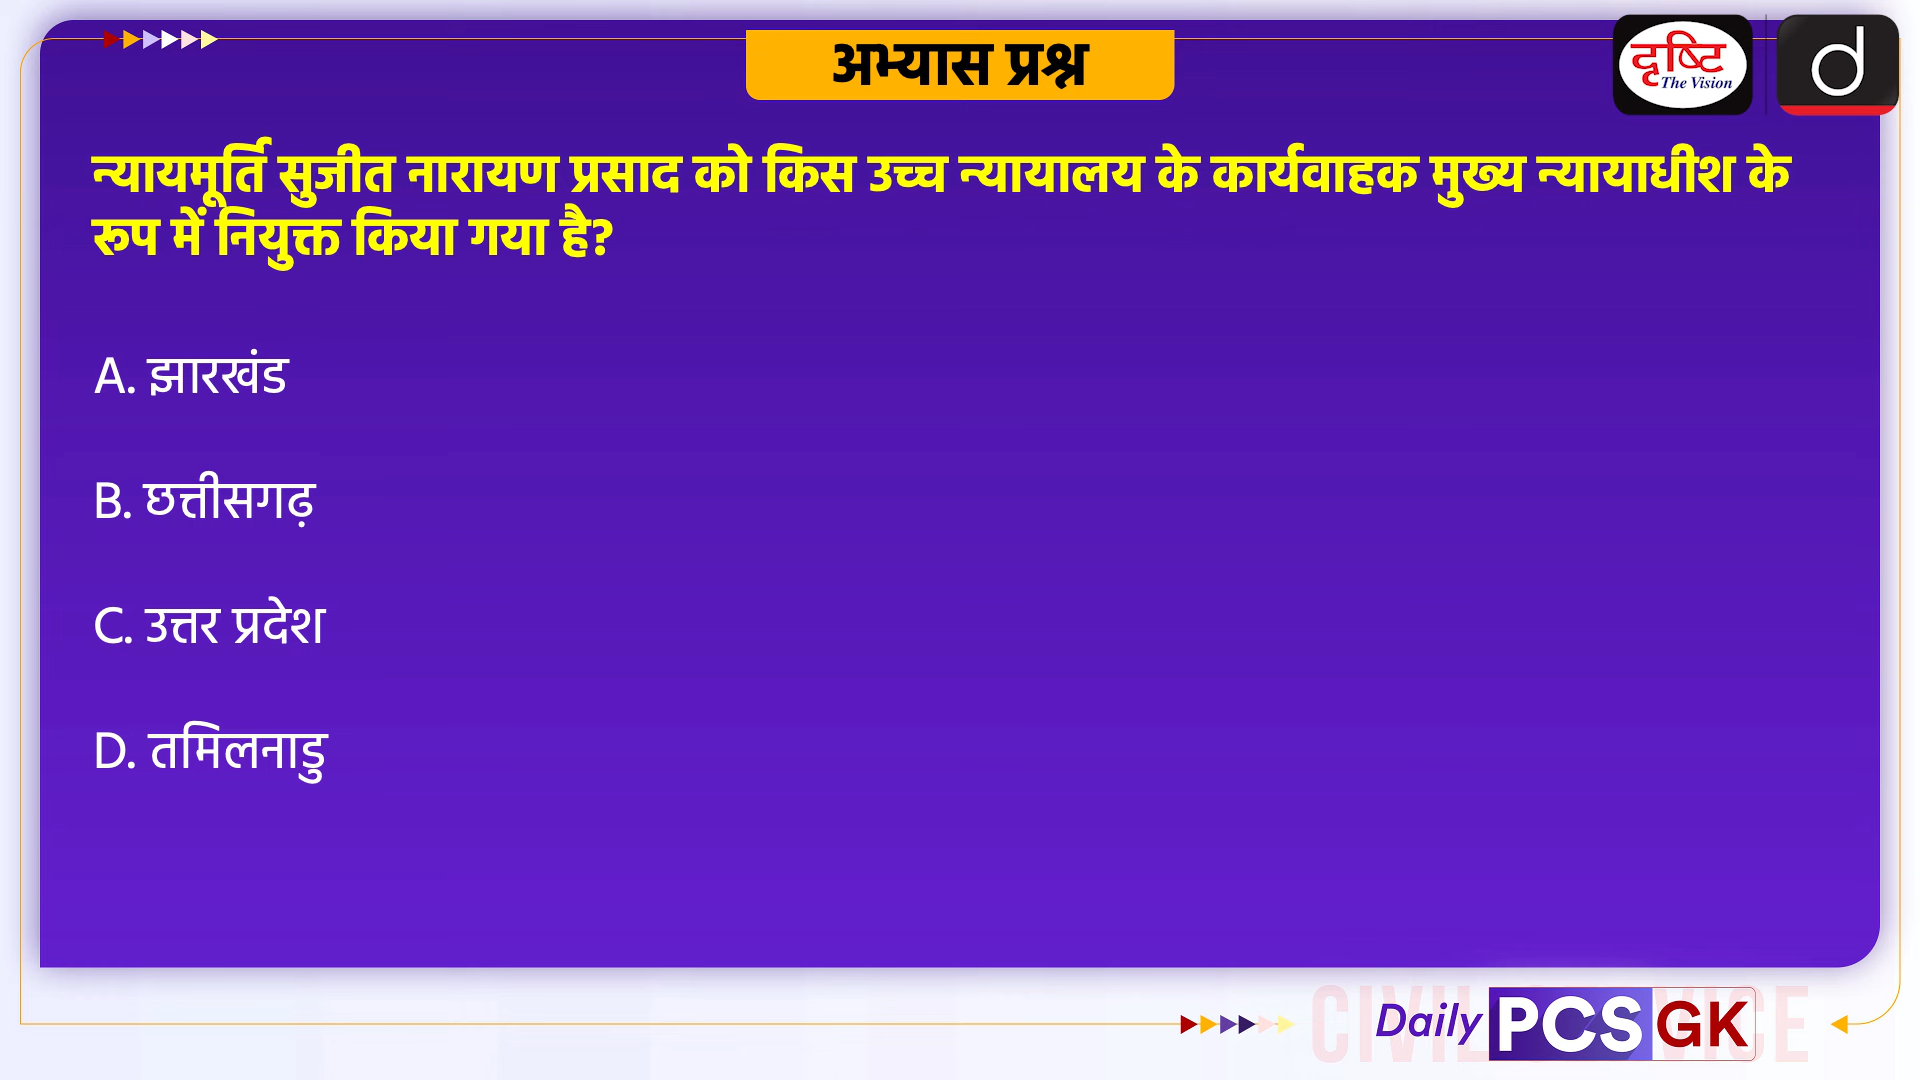 अभ्यास प्रश्न
दृष्टि
The Vision
d
न्यायमूर्ति सुजीत नारायण प्रसाद को किस उच्च न्यायालय के कार्यवाहक मुख्य न्यायाधीश के
रूप में नियुक्त किया गया है?
A. झारखंड
B. छत्तीसगढ़
C. उत्तर प्रदेश
D. तमिलनाडु
Daily PCS GK